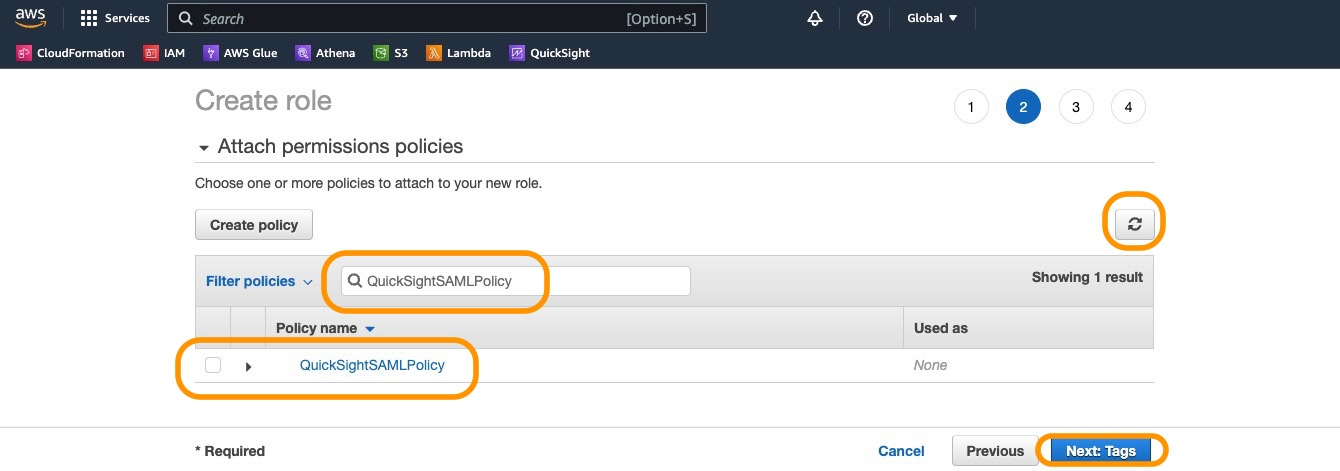 aws Services Search [Option+S] Global
CloudFormation IAM AWS Glue Athena S3 Lambda QuickSight
Create role 1 2 3 4
Attach permissions policies
Choose one or more policies to attach to your new role.
Create policy
Filter policies QuickSightSAMLPolicy Showing 1 result
Policy name Used as
QuickSightSAMLPolicy None
* Required Cancel Previous Next: Tags